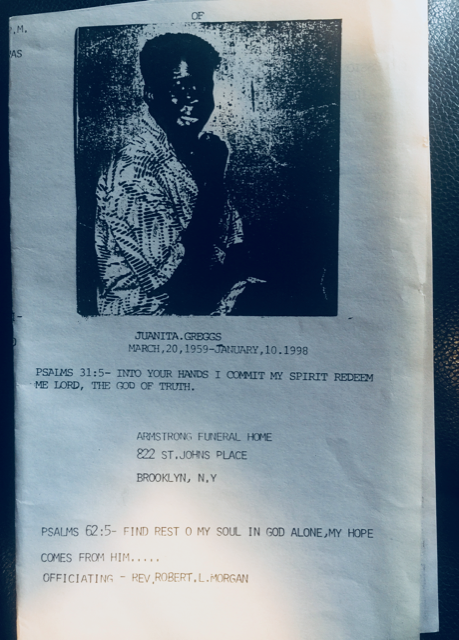 OF
P.M.
JUANITA.GREGGS
MARCH,20,1959-JANUARY,10.1998
PSALMS 31:5- INTO YOUR HANDS I COMMIT MY SPIRIT REDEEM
ME LORD, THE GOD OF TRUTH.
ARMSTRONG FUNERAL HOME
822 ST.JOHNS PLACE
BROOKLYN, N.Y
PSALMS 62:5- FIND REST O MY SOUL IN GOD ALONE,MY HOPE
COMES FROM HIM.....
OFFICIATING - REV,ROBERT.L.MORGAN